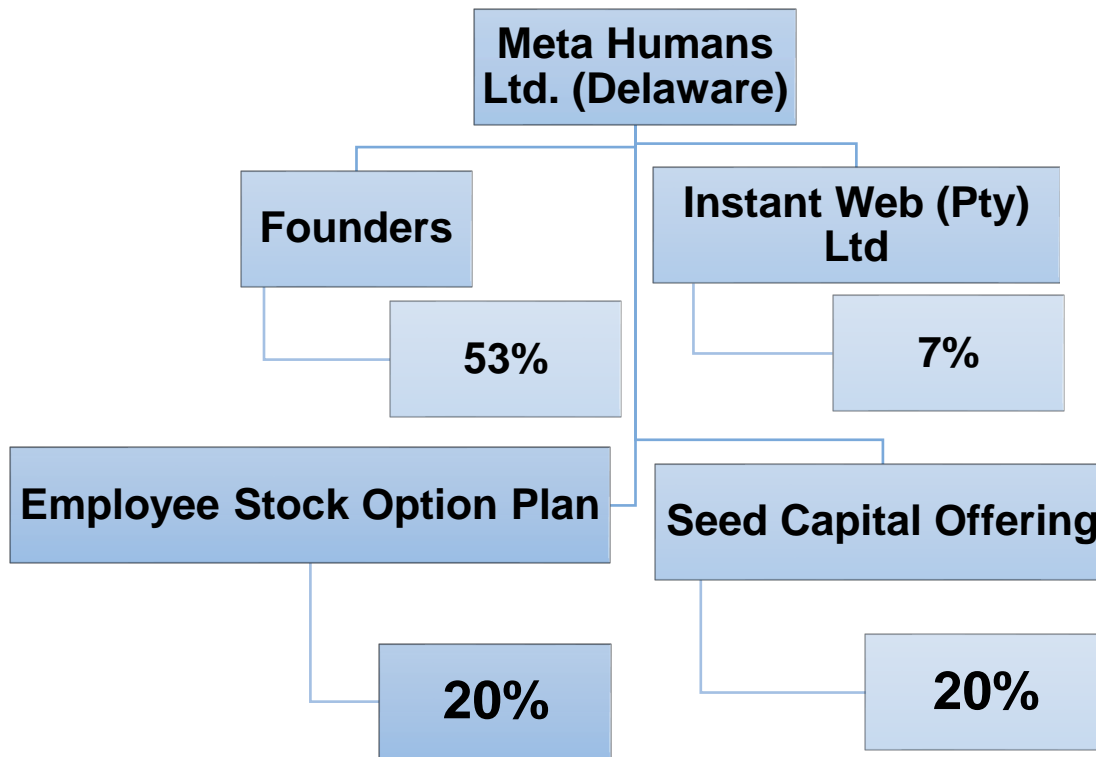 Meta Humans
Ltd. (Delaware)
Founders
Instant Web (Pty)
Ltd
53%
7%
Employee Stock Option Plan
Seed Capital Offering
20%
20%